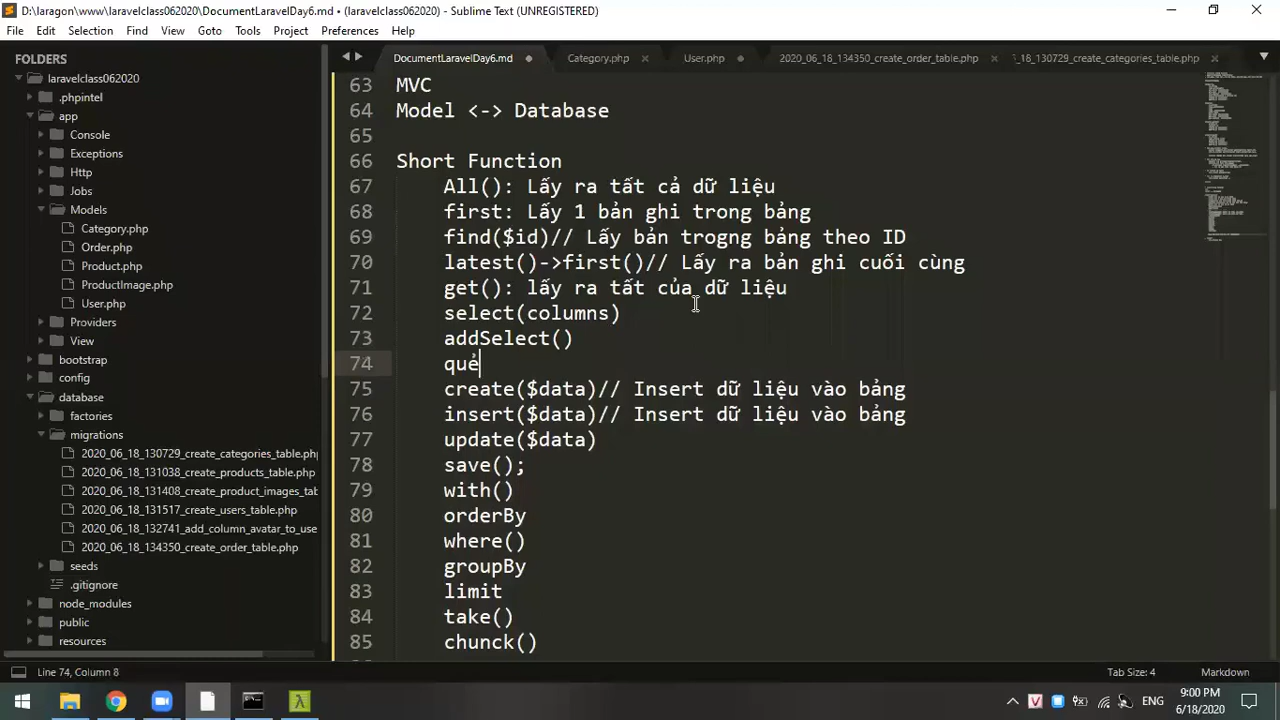 D:\laragon\www\laravelclass062020\DocumentLaravelDay6.md • (laravelclass062020) - Sublime Text (UNREGISTERED)
File Edit Selection Find View Goto Tools Project Preferences Help
FOLDERS
laravelclass062020
.phpintel
app
Console
Exceptions
Http
Jobs
Models
Category.php
Order.php
Product.php
ProductImage.php
User.php
Providers
View
bootstrap
config
database
factories
migrations
2020_06_18_130729_create_categories_table.php
2020_06_18_131038_create_products_table.php
2020_06_18_131408_create_product_images_tab
2020_06_18_131517_create_users_table.php
2020_06_18_132741_add_column_avatar_to_use
2020_06_18_134350_create_order_table.php
seeds
.gitignore
node_modules
public
resources
DocumentLaravelDay6.md Category.php User.php 2020_06_18_134350_create_order_table.php _18_130729_create_categories_table.php
63 MVC
64 Model <-> Database
65
66 Short Function
67 All(): Lấy ra tất cả dữ liệu
68 first: Lấy 1 bản ghi trong bảng
69 find($id)// Lấy bản trogng bảng theo ID
70 latest()->first()// Lấy ra bản ghi cuối cùng
71 get(): lấy ra tất của dữ liệu
72 select(columns)
73 addSelect()
74 quẻ
75 create($data)// Insert dữ liệu vào bảng
76 insert($data)// Insert dữ liệu vào bảng
77 update($data)
78 save();
79 with()
80 orderBy
81 where()
82 groupBy
83 limit
84 take()
85 chunck()
Line 74, Column 8 Tab Size: 4 Markdown
ENG 9:00 PM
6/18/2020